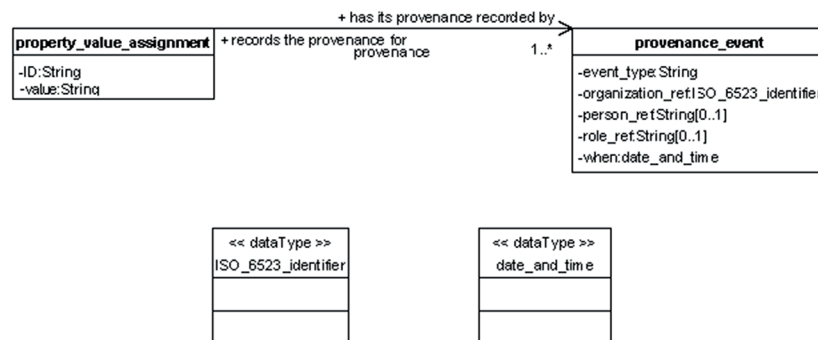 + has its provenance recorded by
property_value_assignment
+ records the provenance for
provenance
1..*
-ID:String
-value:String
provenance_event
-event_type:String
-organization_ref:ISO_6523_identifier
-person_ref:String[0..1]
-role_ref:String[0..1]
-when:date_and_time
<< dataType >>
ISO_6523_identifier
<< dataType >>
date_and_time